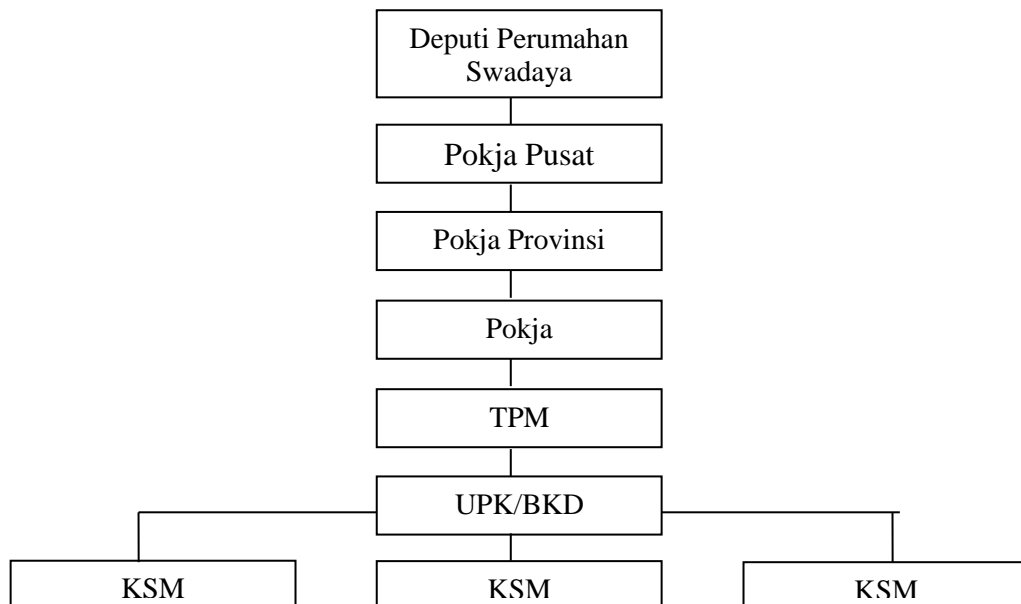 Deputi Perumahan
Swadaya
Pokja Pusat
Pokja Provinsi
Pokja
TPM
UPK/BKD
KSM
KSM
KSM